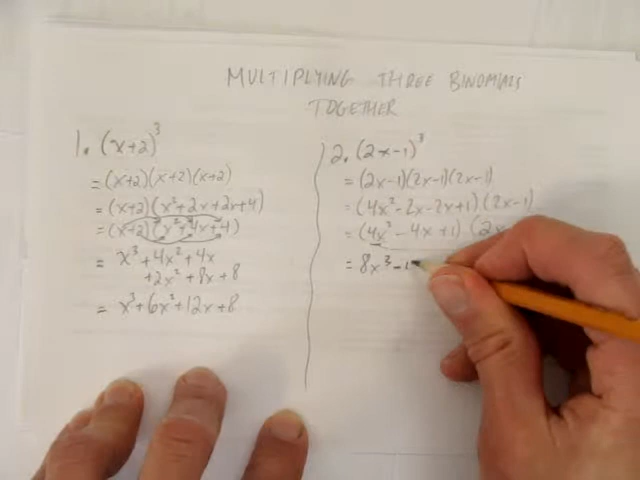 MULTIPLYING THREE BINOMIALS
TOGETHER
1. (x+2)³
= (x+2)(x+2)(x+2)
= (x+2)(x²+2x+2x+4)
= (x+2)(x²+4x+4)
= x³+4x²+4x
+2x²+8x+8
= x³+6x²+12x+8
2. (2x-1)³
= (2x-1)(2x-1)(2x-1)
= (4x²-2x-2x+1)(2x-1)
= (4x²-4x+1)(2x
= 8x³-